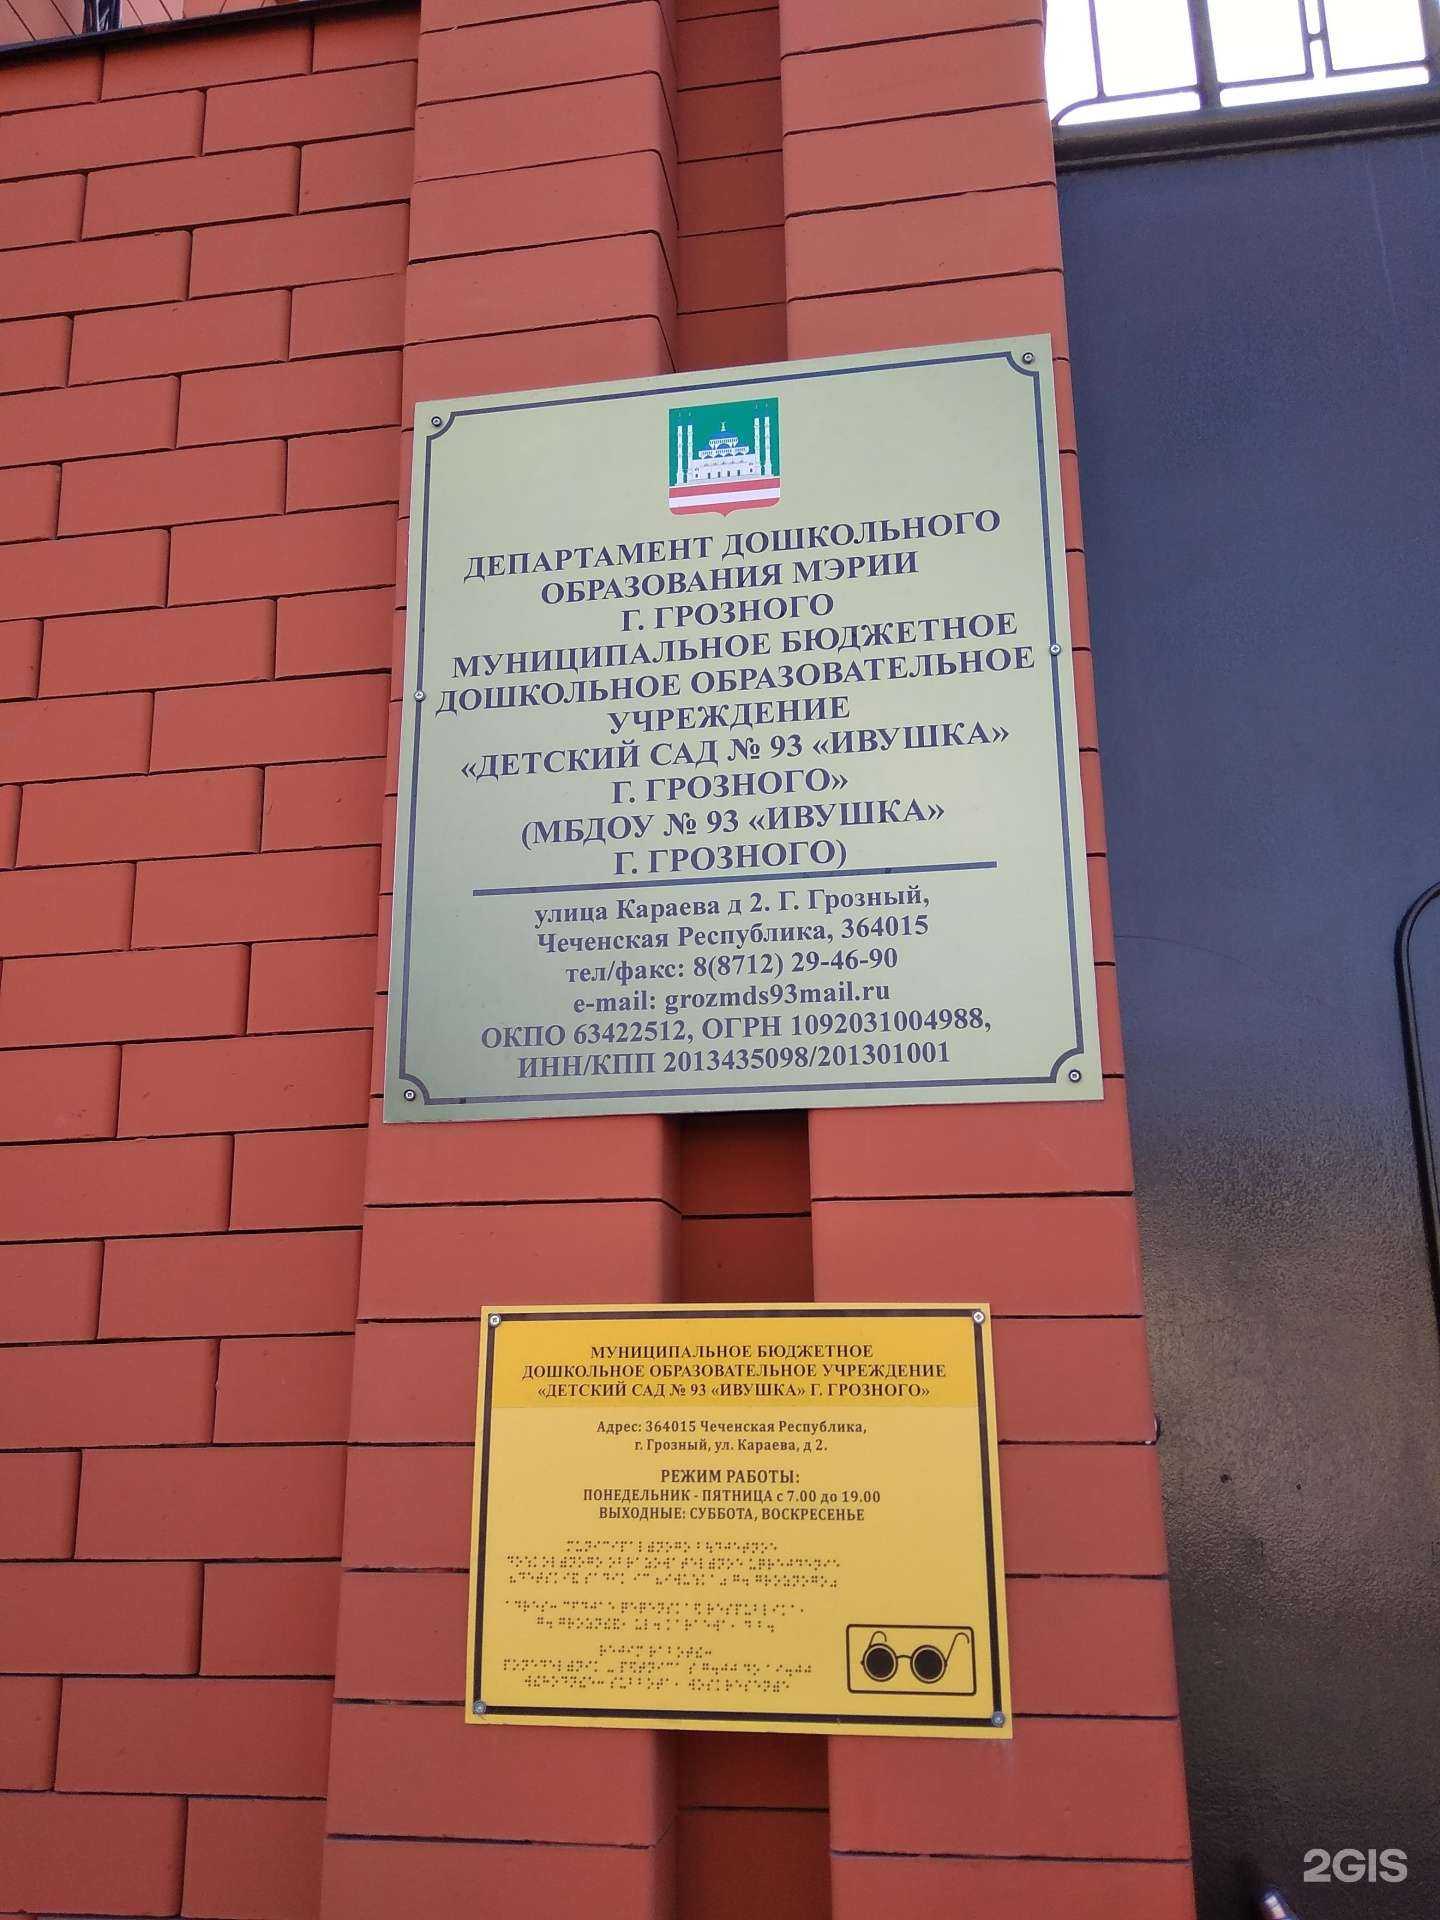 ДЕПАРТАМЕНТ ДОШКОЛЬНОГО
ОБРАЗОВАНИЯ МЭРИИ
Г. ГРОЗНОГО
МУНИЦИПАЛЬНОЕ БЮДЖЕТНОЕ
ДОШКОЛЬНОЕ ОБРАЗОВАТЕЛЬНОЕ
УЧРЕЖДЕНИЕ
«ДЕТСКИЙ САД № 93 «ИВУШКА»
Г. ГРОЗНОГО»
(МБДОУ № 93 «ИВУШКА»
Г. ГРОЗНОГО)
улица Караева д 2. Г. Грозный,
Чеченская Республика, 364015
тел/факс: 8(8712) 29-46-90
e-mail: grozmds93mail.ru
ОКПО 63422512, ОГРН 1092031004988,
ИНН/КПП 2013435098/201301001
МУНИЦИПАЛЬНОЕ БЮДЖЕТНОЕ
ДОШКОЛЬНОЕ ОБРАЗОВАТЕЛЬНОЕ УЧРЕЖДЕНИЕ
«ДЕТСКИЙ САД № 93 «ИВУШКА» Г. ГРОЗНОГО»
Адрес: 364015 Чеченская Республика,
г. Грозный, ул. Караева, д 2.
РЕЖИМ РАБОТЫ:
ПОНЕДЕЛЬНИК - ПЯТНИЦА с 7.00 до 19.00
ВЫХОДНЫЕ: СУББОТА, ВОСКРЕСЕНЬЕ
2GIS